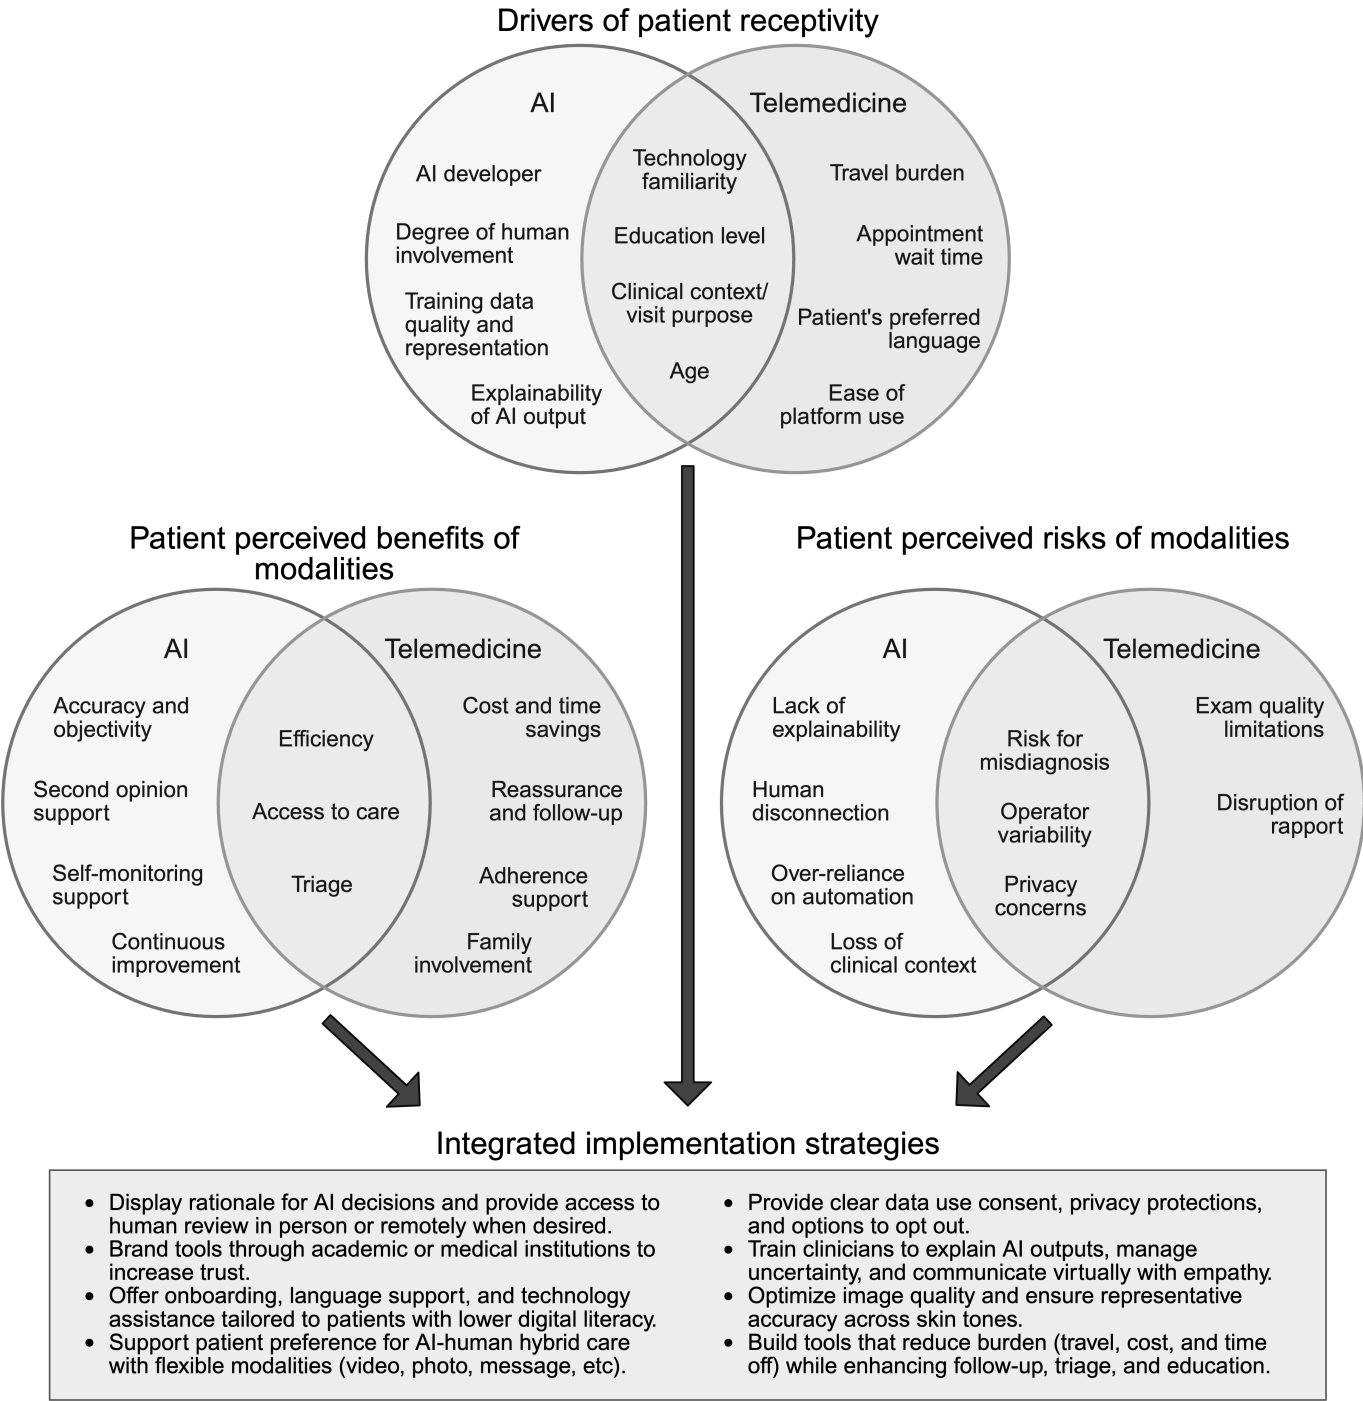 Drivers of patient receptivity
AI
AI developer
Degree of human
involvement
Training data
quality and
representation
Explainability
of AI output
Technology
familiarity
Education level
Clinical context/
visit purpose
Age
Telemedicine
Travel burden
Appointment
wait time
Patient's preferred
language
Ease of
platform use
Patient perceived benefits of
modalities
AI
Accuracy and
objectivity
Second opinion
support
Self-monitoring
support
Continuous
improvement
Efficiency
Access to care
Triage
Telemedicine
Cost and time
savings
Reassurance
and follow-up
Adherence
support
Family
involvement
Patient perceived risks of modalities
AI
Lack of
explainability
Human
disconnection
Over-reliance
on automation
Loss of
clinical context
Risk for
misdiagnosis
Operator
variability
Privacy
concerns
Telemedicine
Exam quality
limitations
Disruption of
rapport
Integrated implementation strategies
• Display rationale for AI decisions and provide access to
human review in person or remotely when desired.
• Brand tools through academic or medical institutions to
increase trust.
• Offer onboarding, language support, and technology
assistance tailored to patients with lower digital literacy.
• Support patient preference for AI-human hybrid care
with flexible modalities (video, photo, message, etc).
• Provide clear data use consent, privacy protections,
and options to opt out.
• Train clinicians to explain AI outputs, manage
uncertainty, and communicate virtually with empathy.
• Optimize image quality and ensure representative
accuracy across skin tones.
• Build tools that reduce burden (travel, cost, and time
off) while enhancing follow-up, triage, and education.